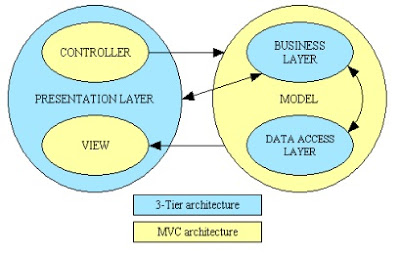 CONTROLLER
PRESENTATION LAYER
VIEW
BUSINESS
LAYER
MODEL
DATA ACCESS
LAYER
3-Tier architecture
MVC architecture